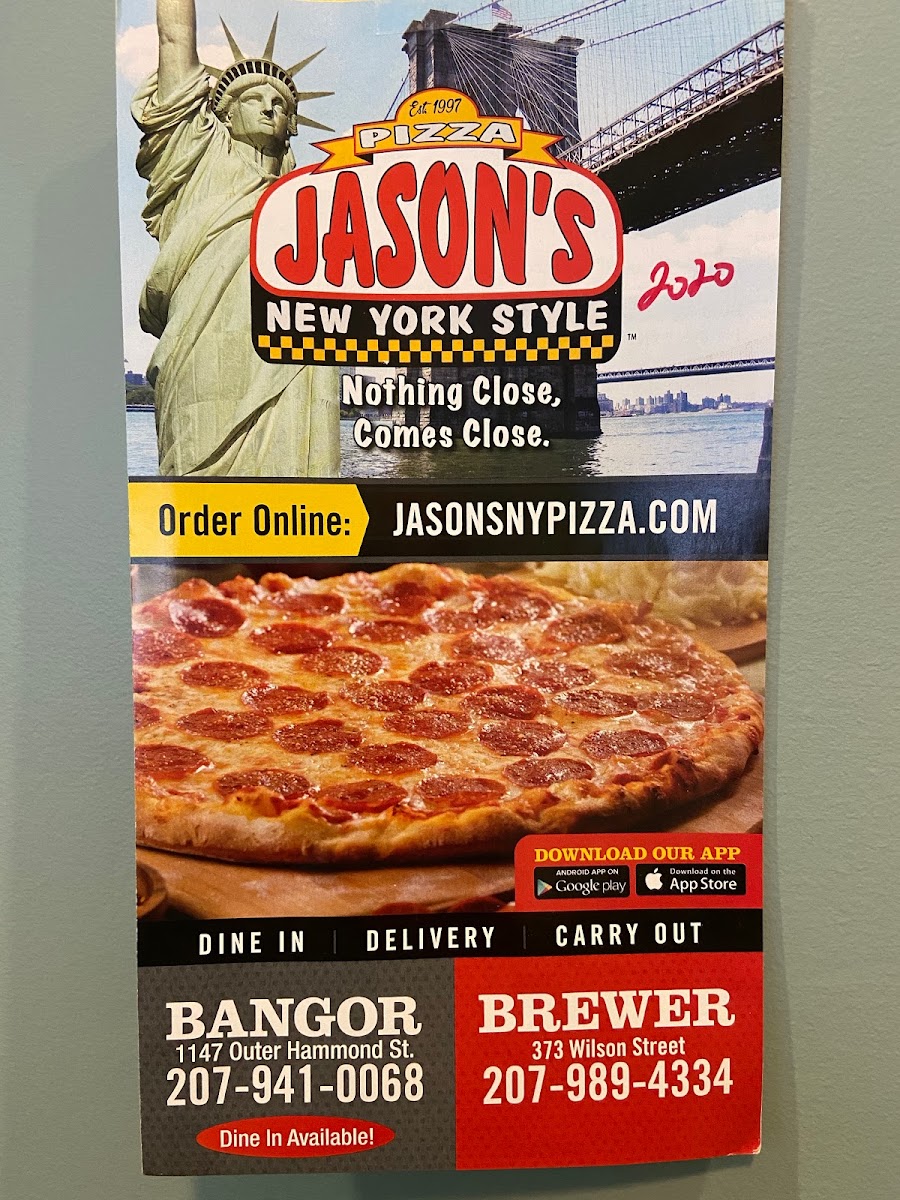 Est. 1997
PIZZA
JASON'S
NEW YORK STYLE
TM
2020
Nothing Close,
Comes Close.
Order Online: JASONSNYPIZZA.COM
DOWNLOAD OUR APP
ANDROID APP ON
Google play
Download on the
App Store
DINE IN | DELIVERY | CARRY OUT
BANGOR
1147 Outer Hammond St.
207-941-0068
Dine In Available!
BREWER
373 Wilson Street
207-989-4334